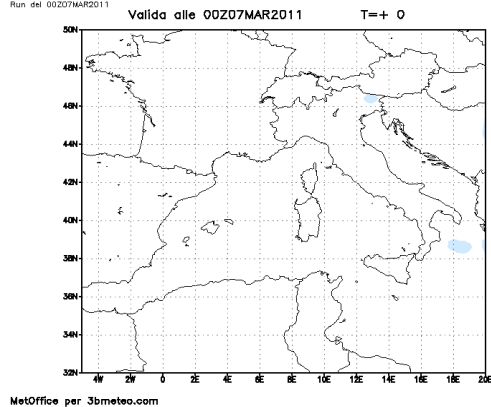 Run del 00Z07MAR2011
Valida alle 00Z07MAR2011 T=+ 0
50N
48N
46N
44N
42N
40N
38N
36N
34N
32N
4W 2W 0 2E 4E 6E 8E 10E 12E 14E 16E 18E 20E
MetOffice per 3bmeteo.com